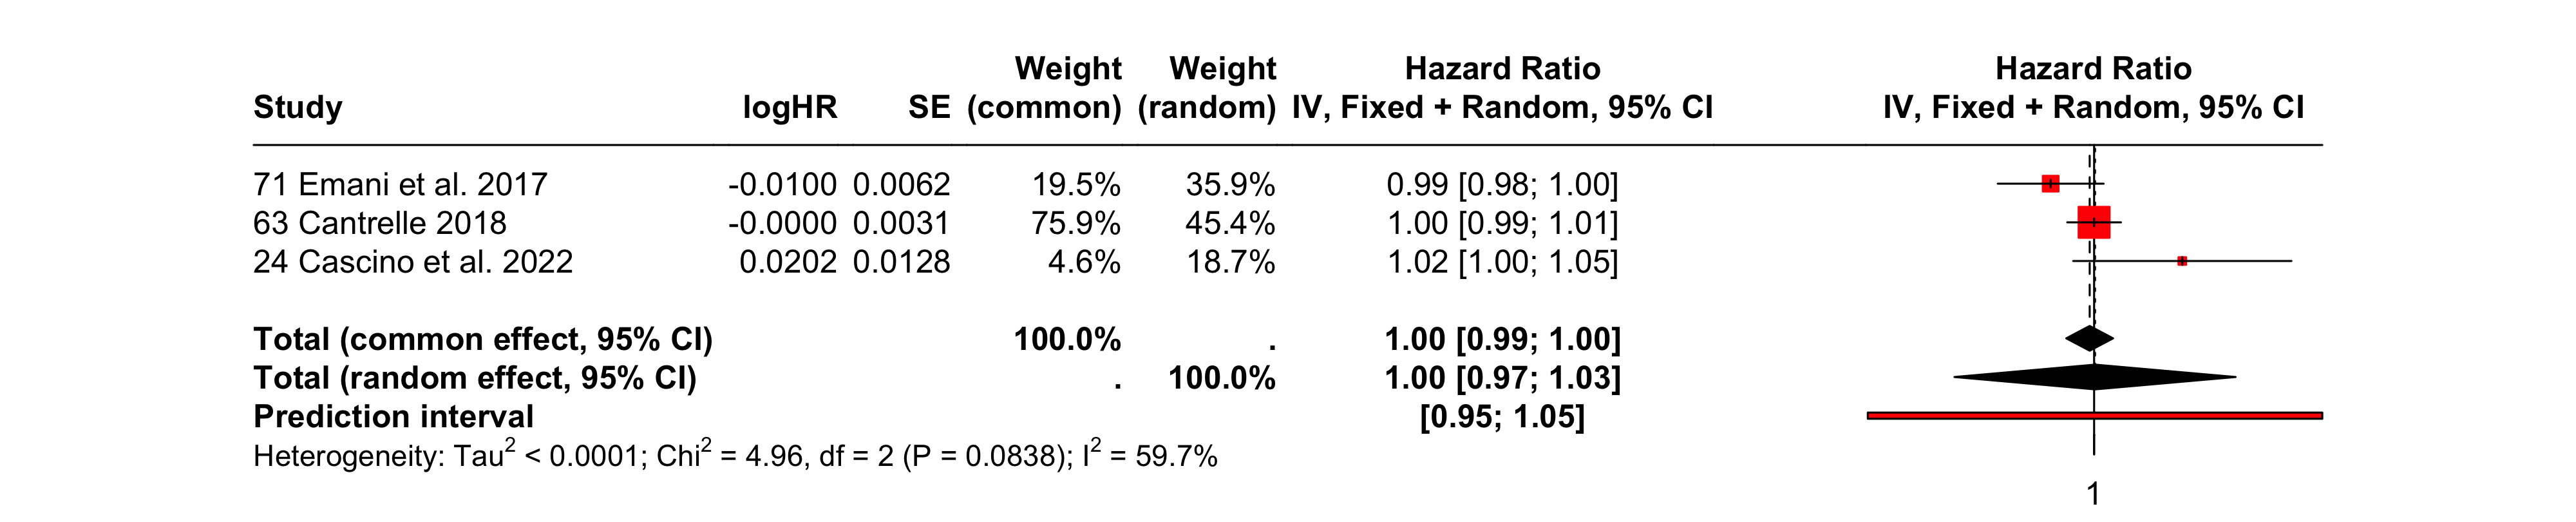 Weight Weight Hazard Ratio Hazard Ratio
Study logHR SE (common) (random) IV, Fixed + Random, 95% CI IV, Fixed + Random, 95% CI
71 Emani et al. 2017 -0.0100 0.0062 19.5% 35.9% 0.99 [0.98; 1.00]
63 Cantrelle 2018 -0.0000 0.0031 75.9% 45.4% 1.00 [0.99; 1.01]
24 Cascino et al. 2022 0.0202 0.0128 4.6% 18.7% 1.02 [1.00; 1.05]
Total (common effect, 95% CI) 100.0% . 1.00 [0.99; 1.00]
Total (random effect, 95% CI) . 100.0% 1.00 [0.97; 1.03]
Prediction interval [0.95; 1.05]
Heterogeneity: Tau² < 0.0001; Chi² = 4.96, df = 2 (P = 0.0838); I² = 59.7%
1